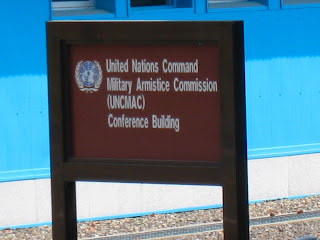 United Nations Command
Military Armistice Commission
(UNCMAC)
Conference Building